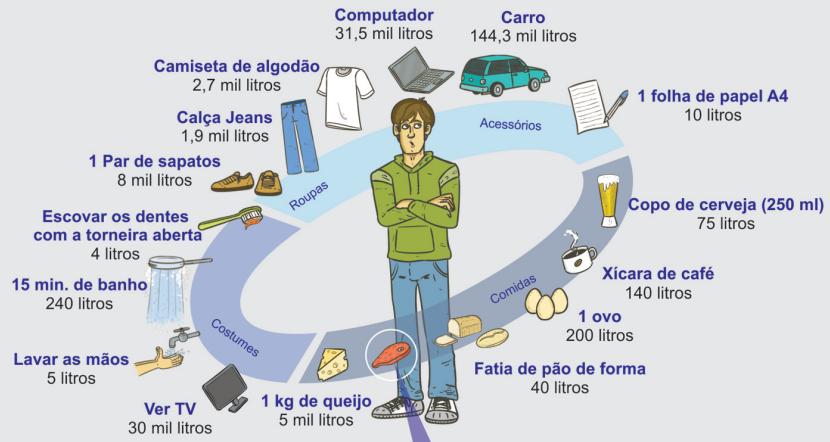 Computador
31,5 mil litros
Carro
144,3 mil litros
Camiseta de algodão
2,7 mil litros
1 folha de papel A4
10 litros
Calça Jeans
1,9 mil litros
Acessórios
1 Par de sapatos
8 mil litros
Roupas
Copo de cerveja (250 ml)
75 litros
Escovar os dentes
com a torneira aberta
4 litros
Xícara de café
140 litros
15 min. de banho
240 litros
Comidas
1 ovo
200 litros
Costumes
Lavar as mãos
5 litros
Fatia de pão de forma
40 litros
Ver TV
30 mil litros
1 kg de queijo
5 mil litros